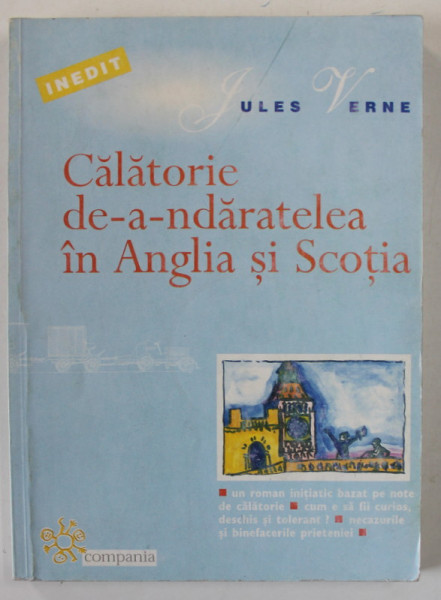 INEDIT
JULES VERNE
Călătorie
de-a-ndăratelea
în Anglia și Scoția
■ un roman inițiatic bazat pe note
de călătorie ■ cum e să fii curios,
deschis și tolerant? ■ necazurile
și binefacerile prieteniei ■
compania